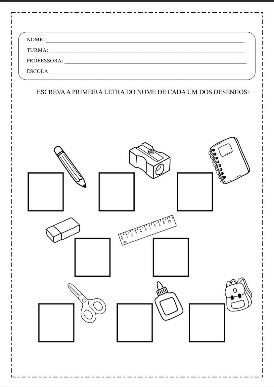 NOME:
TURMA:
PROFESSORA:
ESCOLA
ESCREVA A PRIMEIRA LETRA DO NOME DE CADA UM DOS DESENHOS: